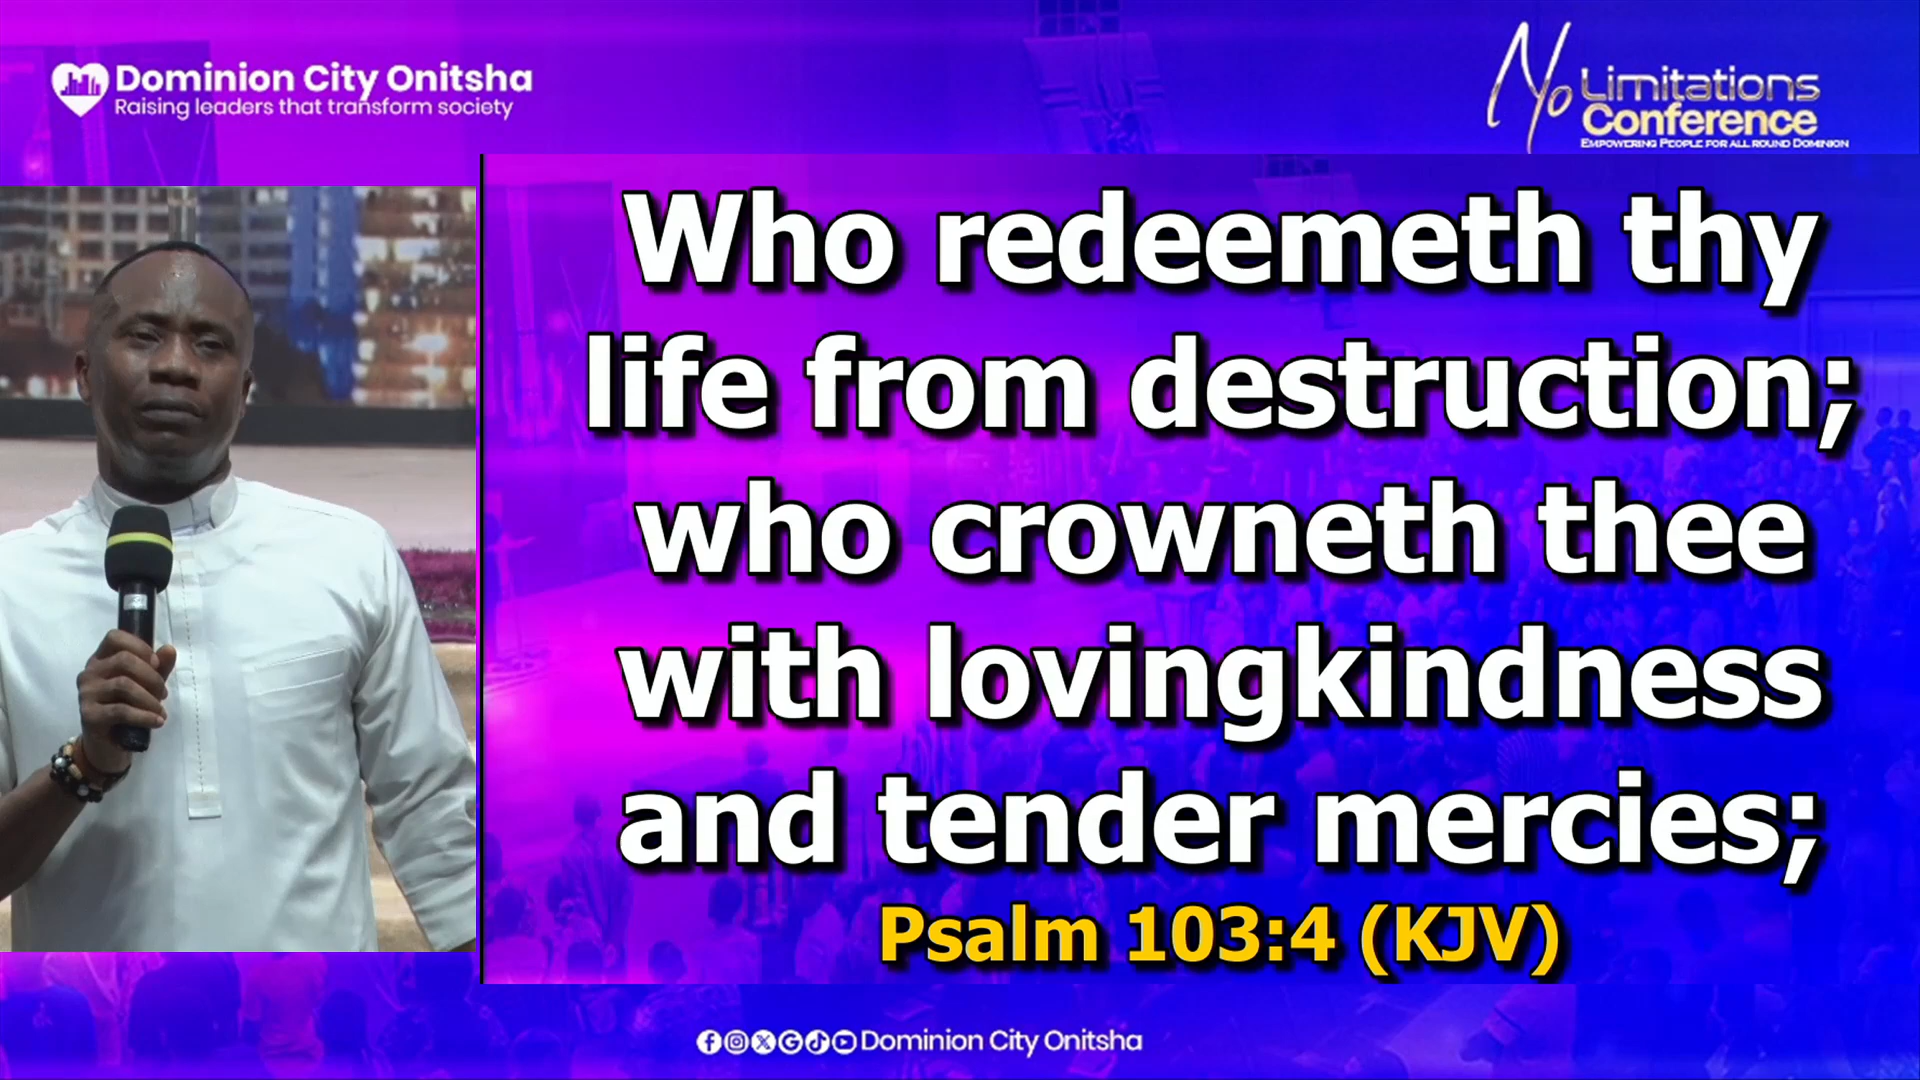 Dominion City Onitsha
Raising leaders that transform society
No Limitations
Conference
EMPOWERING PEOPLE FOR ALL ROUND DOMINION
Who redeemeth thy
life from destruction;
who crowneth thee
with lovingkindness
and tender mercies;
Psalm 103:4 (KJV)
Dominion City Onitsha